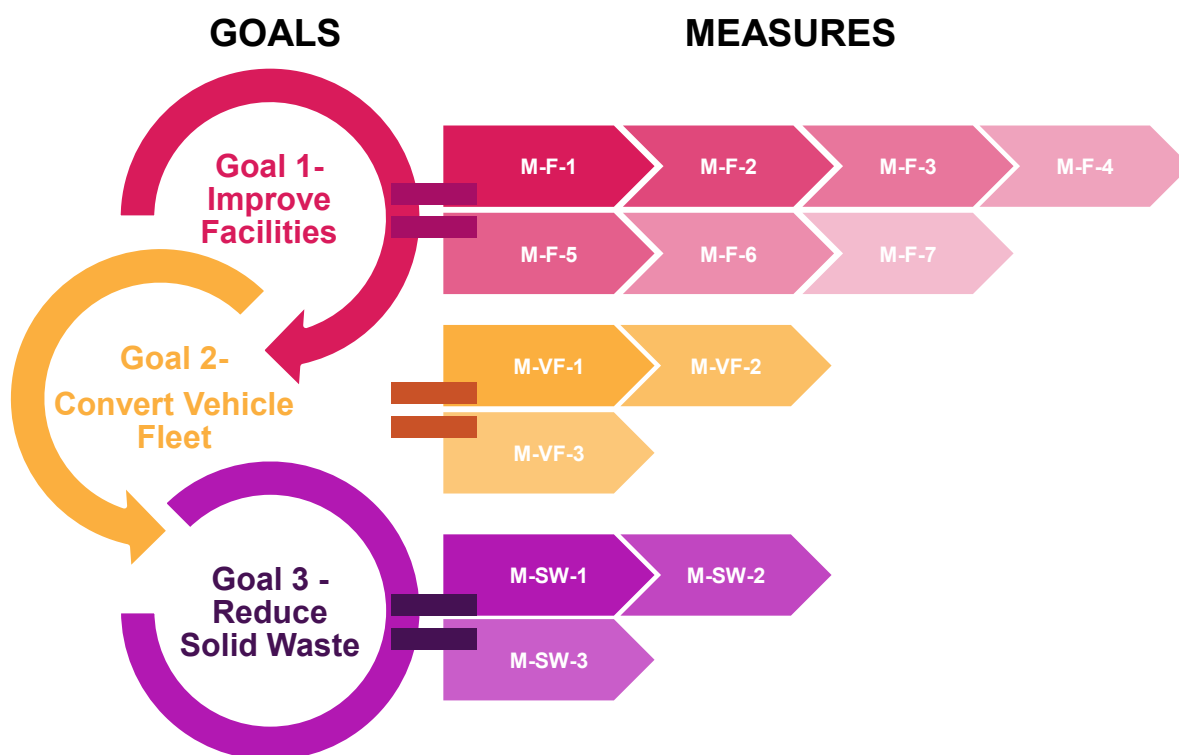 GOALS
MEASURES
Goal 1-
Improve
Facilities
M-F-1
M-F-2
M-F-3
M-F-4
M-F-5
M-F-6
M-F-7
Goal 2-
Convert Vehicle
Fleet
M-VF-1
M-VF-2
M-VF-3
Goal 3 -
Reduce
Solid Waste
M-SW-1
M-SW-2
M-SW-3